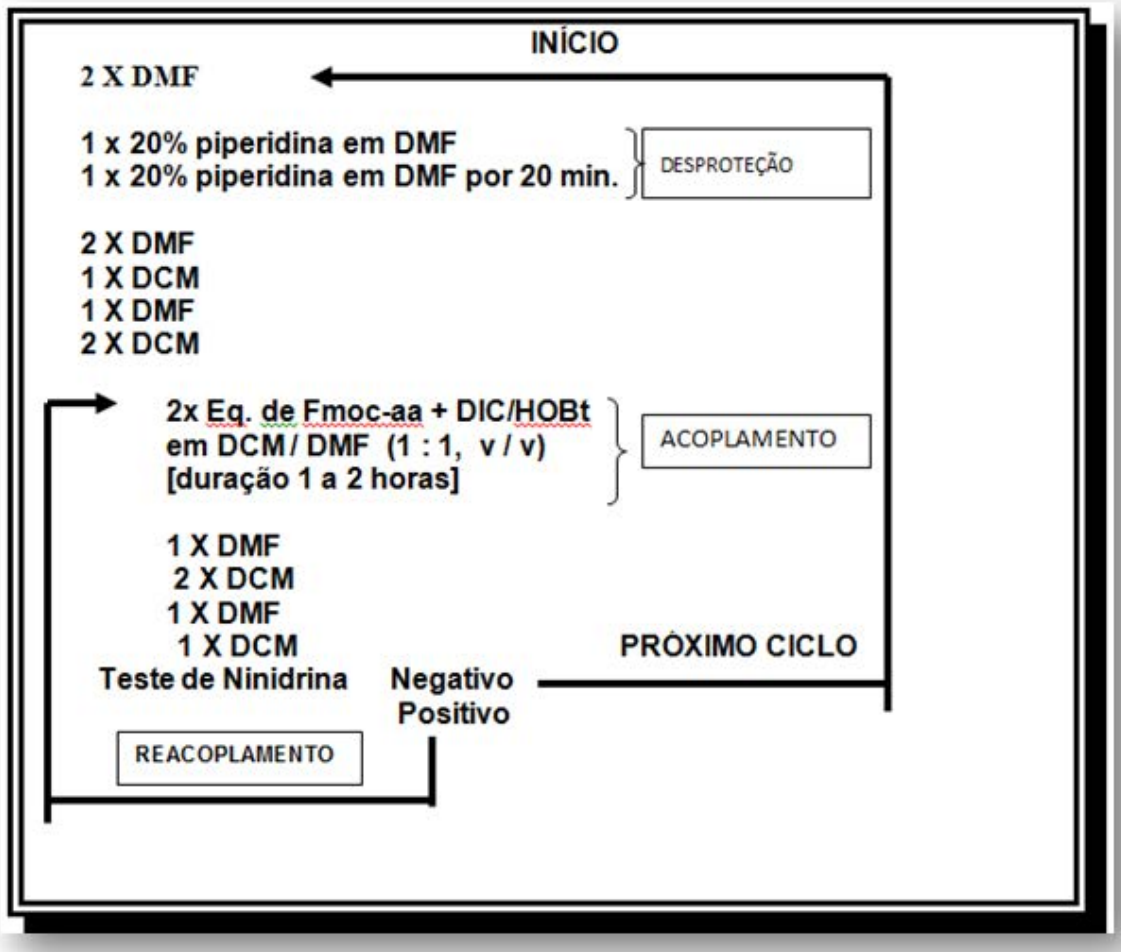 INÍCIO
2 X DMF
1 x 20% piperidina em DMF
1 x 20% piperidina em DMF por 20 min.
DESPROTEÇÃO
2 X DMF
1 X DCM
1 X DMF
2 X DCM
2x Eq. de Fmoc-aa + DIC/HOBt
em DCM / DMF (1 : 1, v / v)
[duração 1 a 2 horas]
ACOPLAMENTO
1 X DMF
2 X DCM
1 X DMF
1 X DCM
PRÓXIMO CICLO
Teste de Ninidrina Negativo
Positivo
REACOPLAMENTO